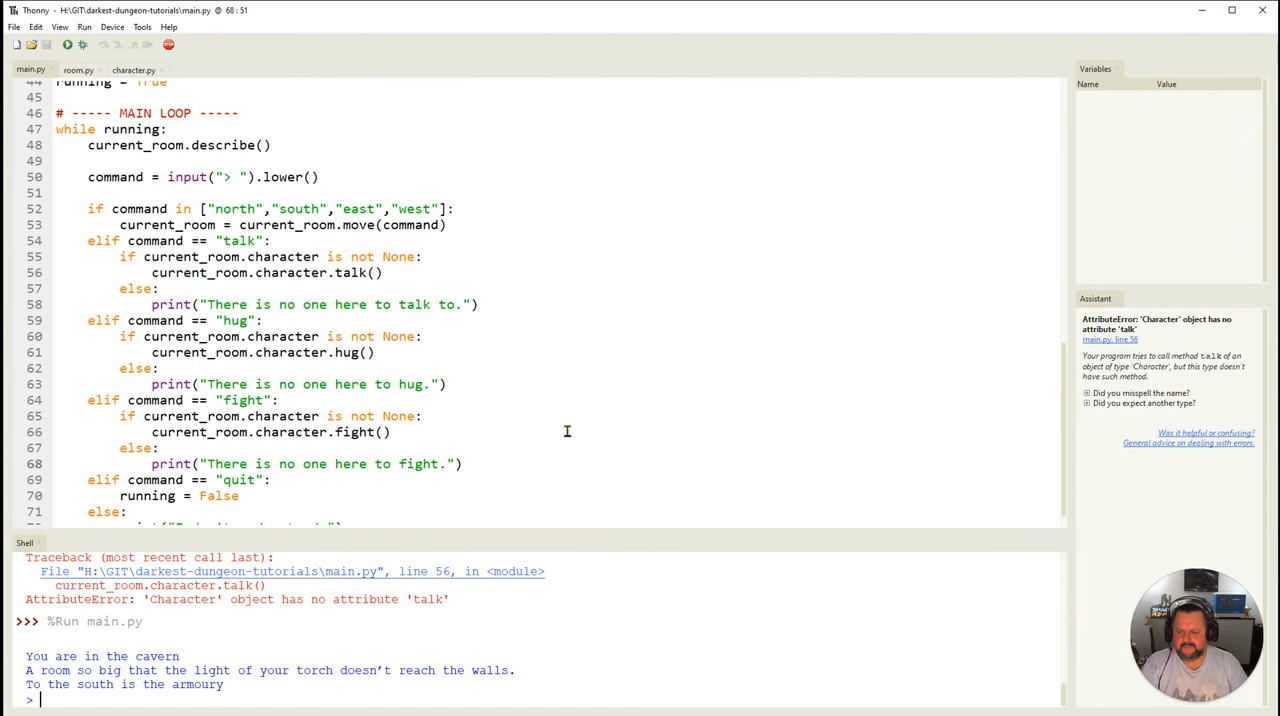 Thonny - H:\GIT\darkest-dungeon-tutorials\main.py @ 68 : 51
File Edit View Run Device Tools Help
STOP
main.py room.py character.py
44 running = True
45
46 # ----- MAIN LOOP -----
47 while running:
48 current_room.describe()
49
50 command = input("> ").lower()
51
52 if command in ["north","south","east","west"]:
53 current_room = current_room.move(command)
54 elif command == "talk":
55 if current_room.character is not None:
56 current_room.character.talk()
57 else:
58 print("There is no one here to talk to.")
59 elif command == "hug":
60 if current_room.character is not None:
61 current_room.character.hug()
62 else:
63 print("There is no one here to hug.")
64 elif command == "fight":
65 if current_room.character is not None:
66 current_room.character.fight()
67 else:
68 print("There is no one here to fight.")
69 elif command == "quit":
70 running = False
71 else:
Shell
Traceback (most recent call last):
File "H:\GIT\darkest-dungeon-tutorials\main.py", line 56, in <module>
current_room.character.talk()
AttributeError: 'Character' object has no attribute 'talk'
>>> %Run main.py
You are in the cavern
A room so big that the light of your torch doesn’t reach the walls.
To the south is the armoury
>
Variables
Name Value
Assistant
AttributeError: 'Character' object has no
attribute 'talk'
main.py, line 56
Your program tries to call method talk of an
object of type 'Character', but this type doesn't
have such method.
Did you misspell the name?
Did you expect another type?
Was it helpful or confusing?
General advice on dealing with errors.